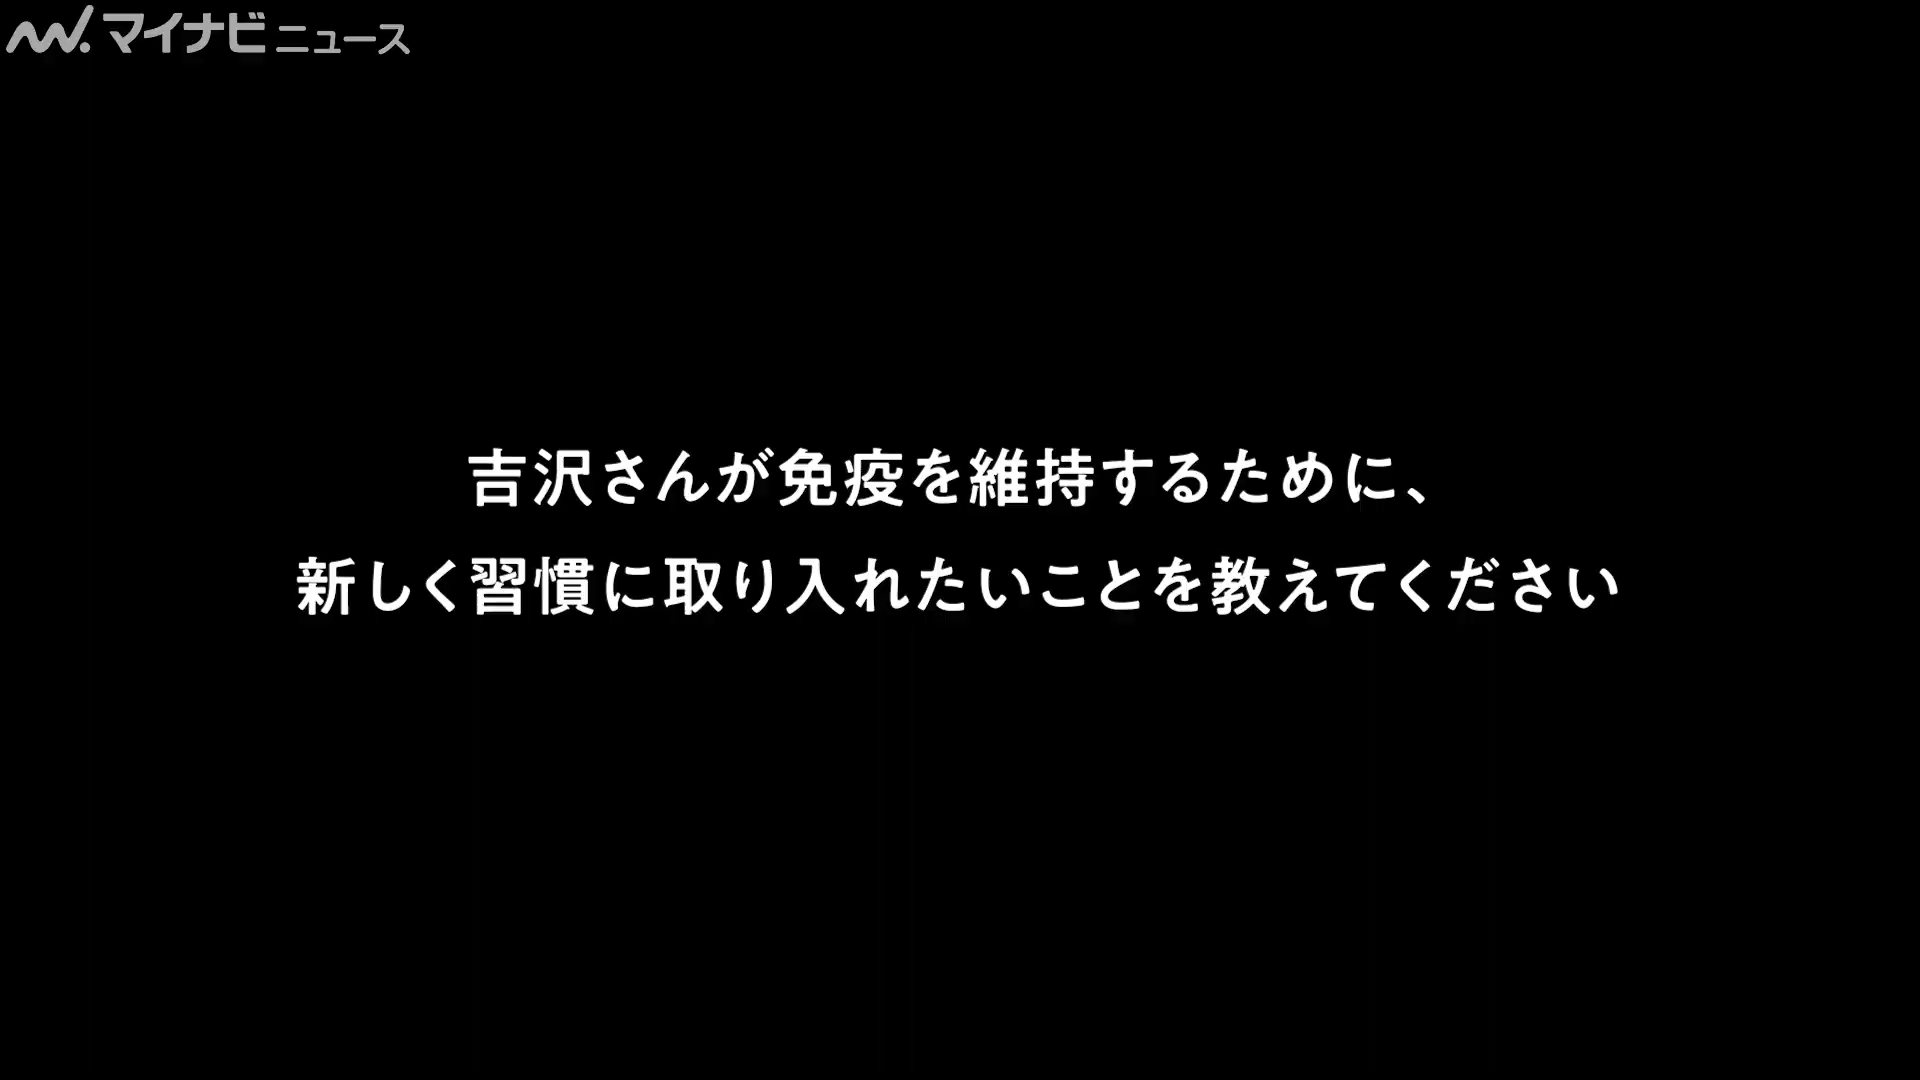 マイナビニュース
吉沢さんが免疫を維持するために、
新しく習慣に取り入れたいことを教えてください